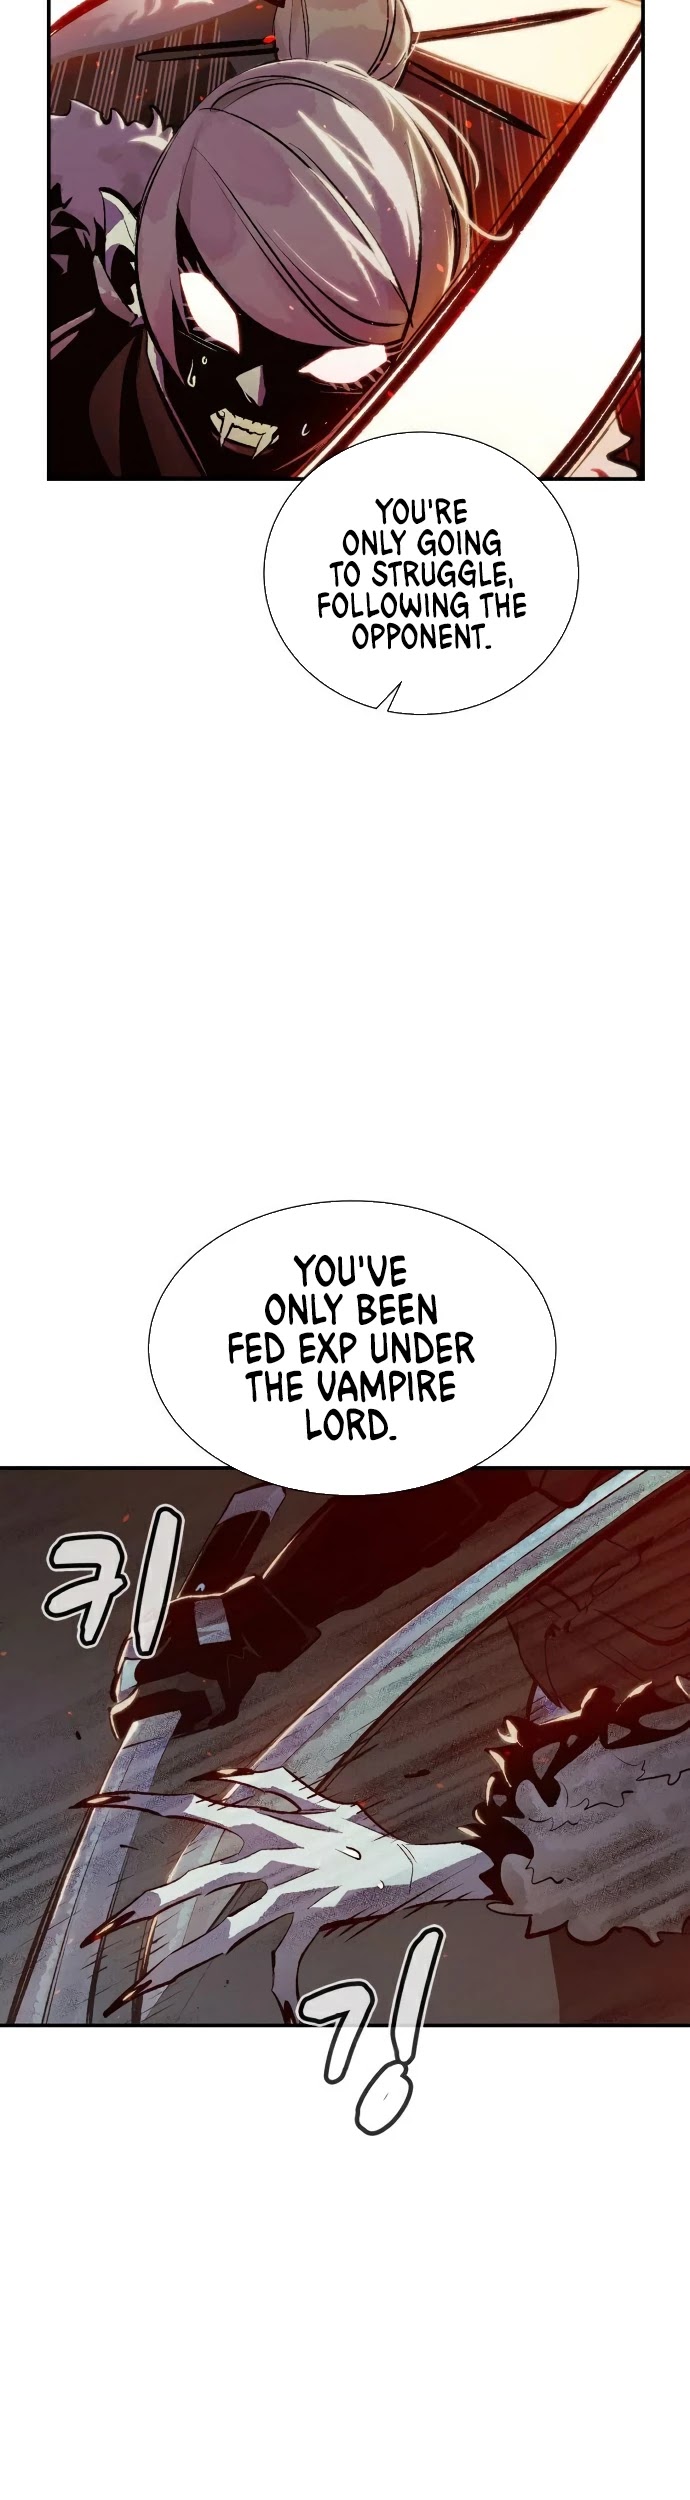 YOU'RE
ONLY GOING
TO STRUGGLE,
FOLLOWING THE
OPPONENT.
YOU'VE
ONLY BEEN
FED EXP UNDER
THE VAMPIRE
LORD.
키
기!